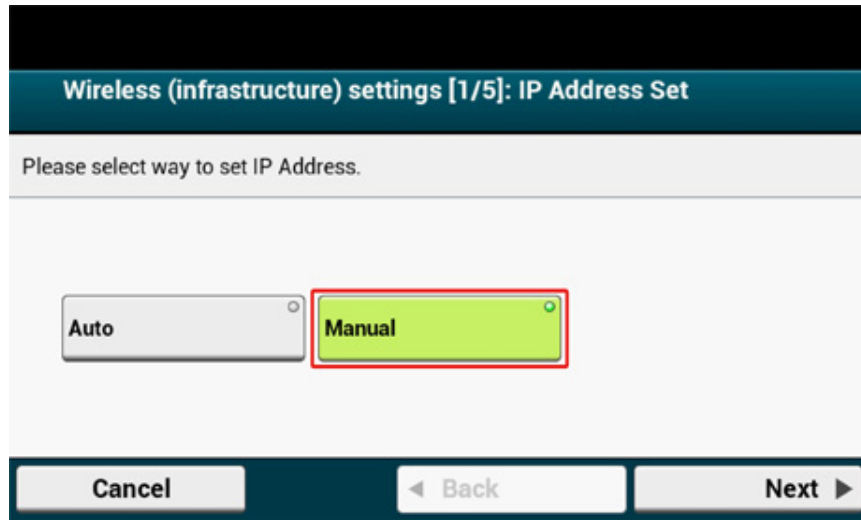 Wireless (infrastructure) settings [1/5]: IP Address Set
Please select way to set IP Address.
Auto
Manual
Cancel
Back
Next